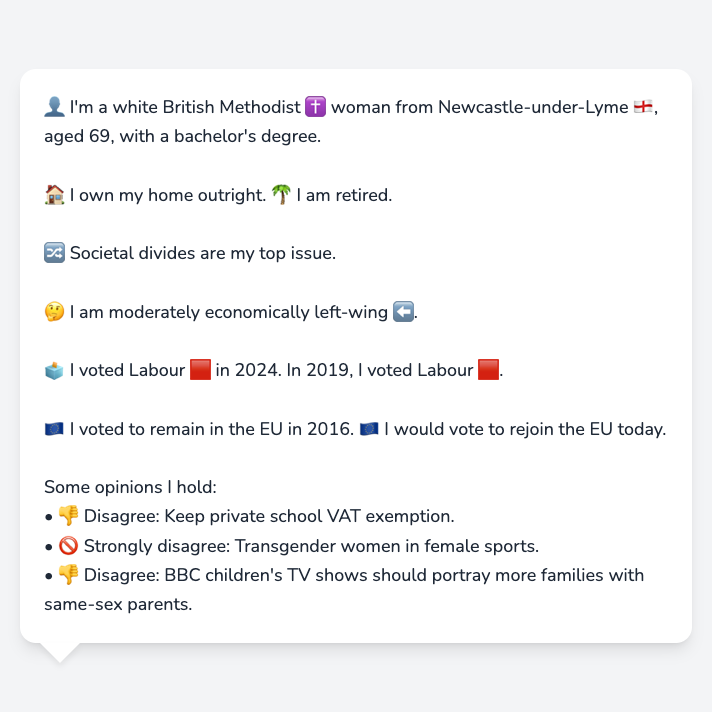 👤 I'm a white British Methodist ✝️ woman from Newcastle-under-Lyme 🏴󠁧󠁢󠁥󠁮󠁧󠁿,
aged 69, with a bachelor's degree.
🏠 I own my home outright. 🌴 I am retired.
🔀 Societal divides are my top issue.
🤔 I am moderately economically left-wing ⬅️.
🗳️ I voted Labour 🟥 in 2024. In 2019, I voted Labour 🟥.
🇪🇺 I voted to remain in the EU in 2016. 🇪🇺 I would vote to rejoin the EU today.
Some opinions I hold:
• 👎 Disagree: Keep private school VAT exemption.
• 🚫 Strongly disagree: Transgender women in female sports.
• 👎 Disagree: BBC children's TV shows should portray more families with
same-sex parents.